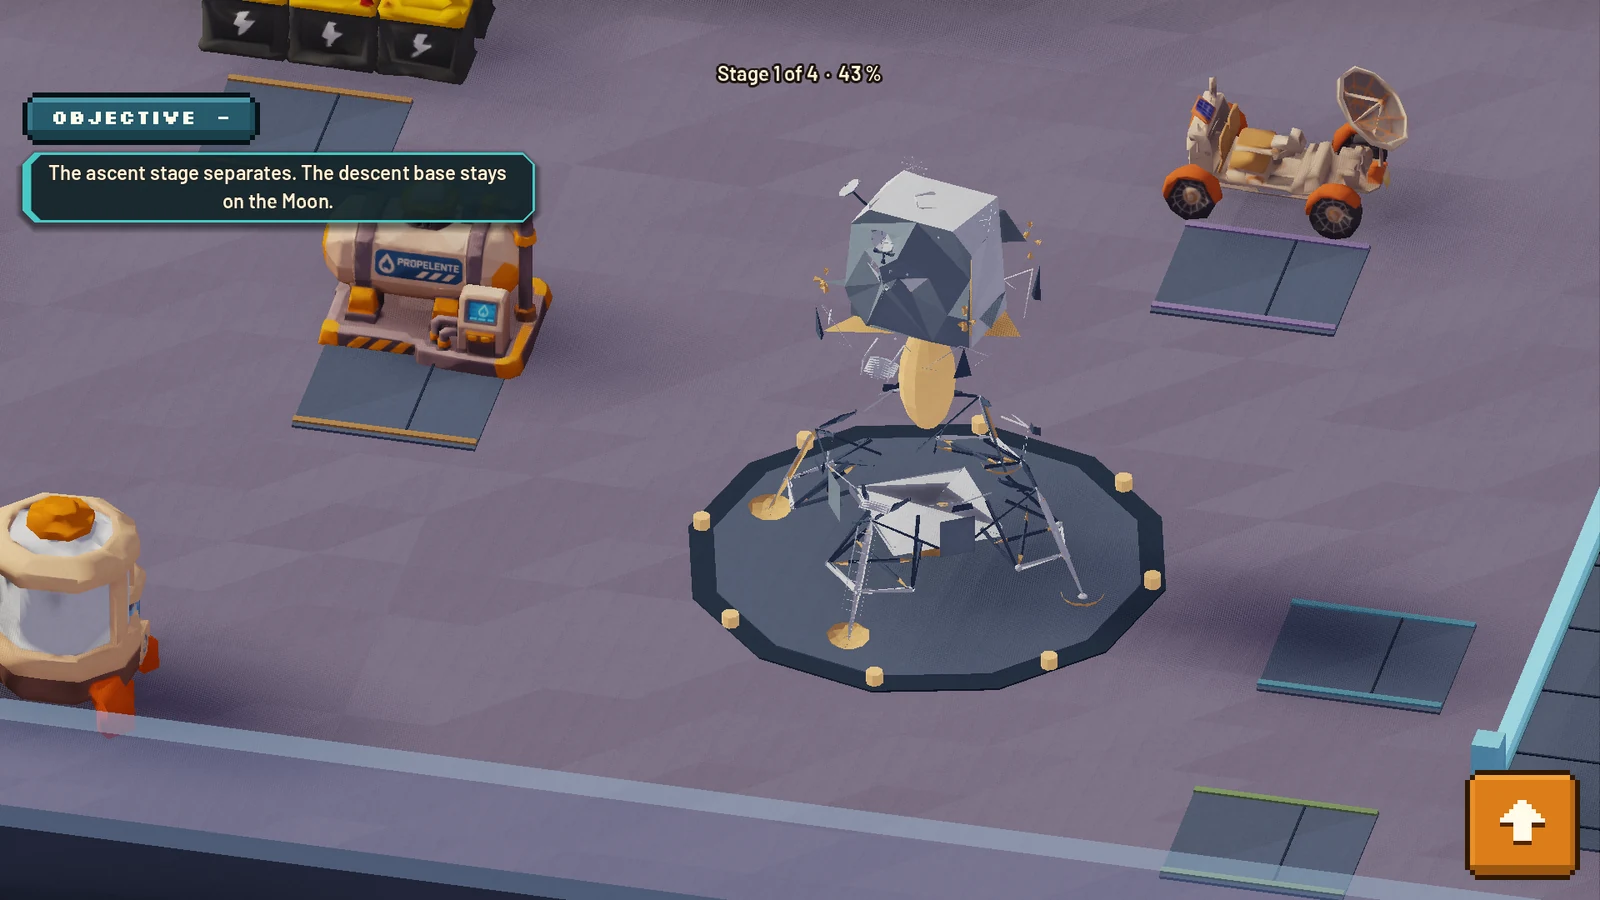 Stage 1 of 4 · 43%
OBJECTIVE –
The ascent stage separates. The descent base stays
on the Moon.
PROPELENTE